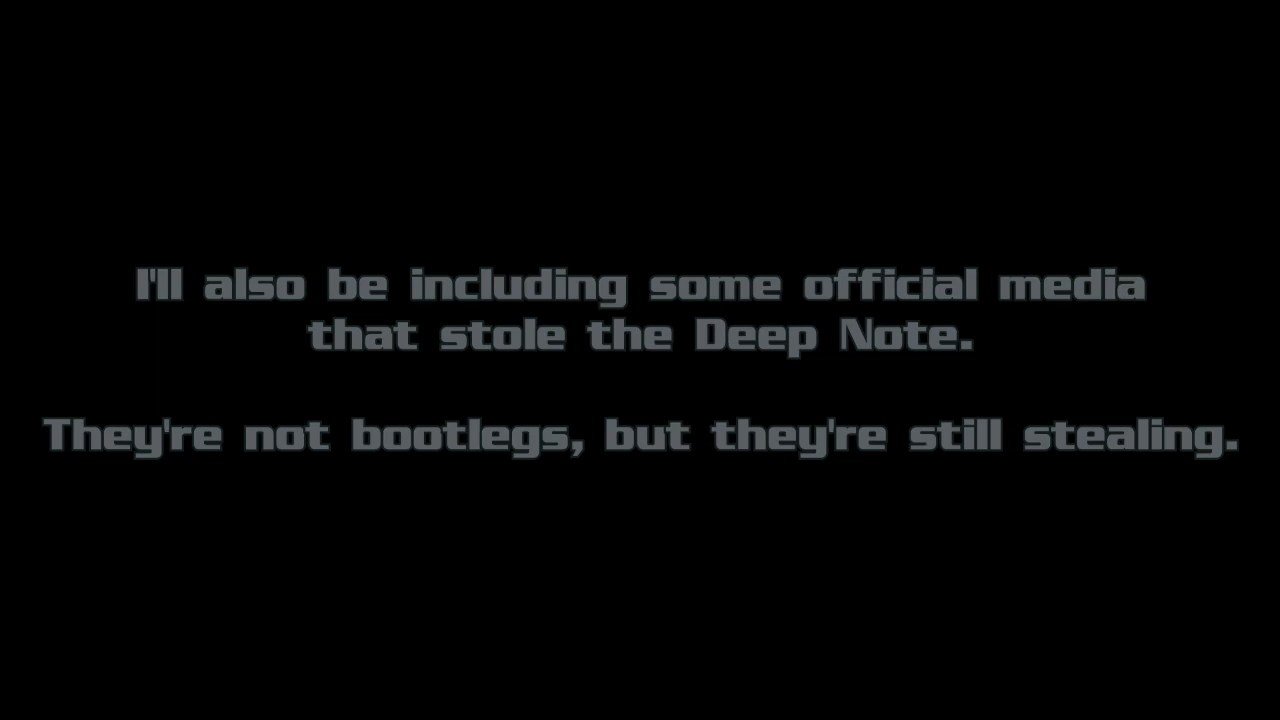 I'll also be including some official media
that stole the Deep Note.
They're not bootlegs, but they're still stealing.